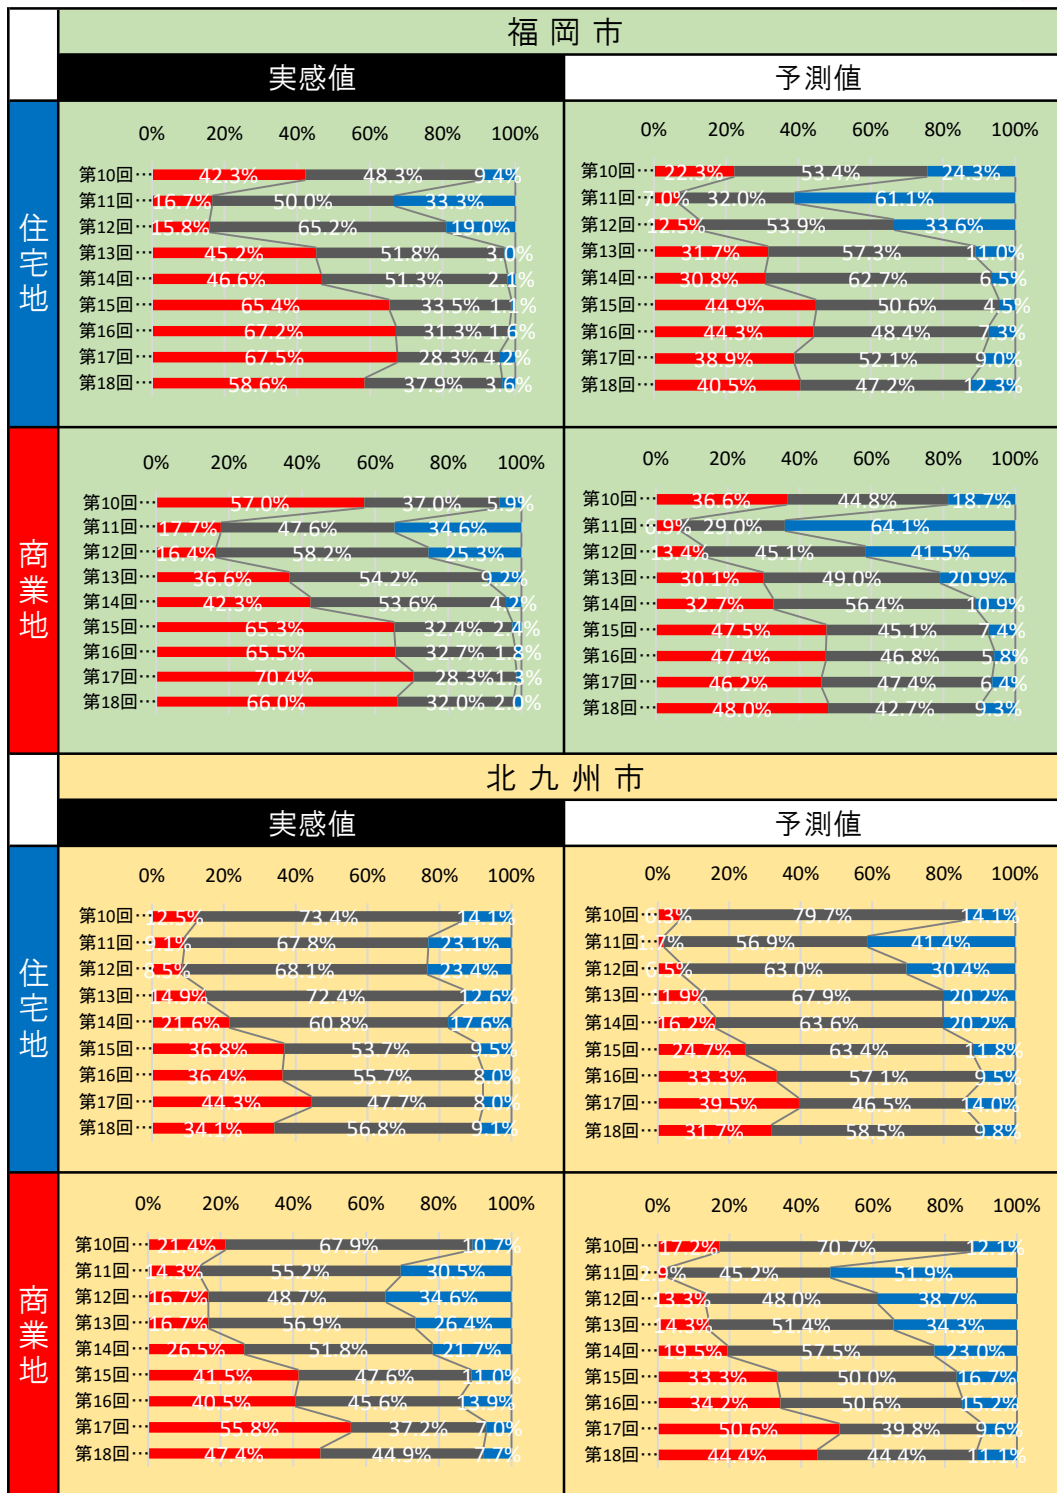 福岡市
実感値 予測値
住宅地
0% 20% 40% 60% 80% 100%
第10回… 42.3% 48.3% 9.4%
第11回… 16.7% 50.0% 33.3%
第12回… 15.8% 65.2% 19.0%
第13回… 45.2% 51.8% 3.0%
第14回… 46.6% 51.3% 2.1%
第15回… 65.4% 33.5% 1.1%
第16回… 67.2% 31.3% 1.6%
第17回… 67.5% 28.3% 4.2%
第18回… 58.6% 37.9% 3.6%
0% 20% 40% 60% 80% 100%
第10回… 22.3% 53.4% 24.3%
第11回… 7.0% 32.0% 61.1%
第12回… 12.5% 53.9% 33.6%
第13回… 31.7% 57.3% 11.0%
第14回… 30.8% 62.7% 6.5%
第15回… 44.9% 50.6% 4.5%
第16回… 44.3% 48.4% 7.3%
第17回… 38.9% 52.1% 9.0%
第18回… 40.5% 47.2% 12.3%
商業地
0% 20% 40% 60% 80% 100%
第10回… 57.0% 37.0% 5.9%
第11回… 17.7% 47.6% 34.6%
第12回… 16.4% 58.2% 25.3%
第13回… 36.6% 54.2% 9.2%
第14回… 42.3% 53.6% 4.2%
第15回… 65.3% 32.4% 2.4%
第16回… 65.5% 32.7% 1.8%
第17回… 70.4% 28.3% 1.3%
第18回… 66.0% 32.0% 2.0%
0% 20% 40% 60% 80% 100%
第10回… 36.6% 44.8% 18.7%
第11回… 6.9% 29.0% 64.1%
第12回… 13.4% 45.1% 41.5%
第13回… 30.1% 49.0% 20.9%
第14回… 32.7% 56.4% 10.9%
第15回… 47.5% 45.1% 7.4%
第16回… 47.4% 46.8% 5.8%
第17回… 46.2% 47.4% 6.4%
第18回… 48.0% 42.7% 9.3%
北九州市
実感値 予測値
住宅地
0% 20% 40% 60% 80% 100%
第10回… 12.5% 73.4% 14.1%
第11回… 9.1% 67.8% 23.1%
第12回… 8.5% 68.1% 23.4%
第13回… 14.9% 72.4% 12.6%
第14回… 21.6% 60.8% 17.6%
第15回… 36.8% 53.7% 9.5%
第16回… 36.4% 55.7% 8.0%
第17回… 44.3% 47.7% 8.0%
第18回… 34.1% 56.8% 9.1%
0% 20% 40% 60% 80% 100%
第10回… 6.3% 79.7% 14.1%
第11回… 1.7% 56.9% 41.4%
第12回… 6.5% 63.0% 30.4%
第13回… 11.9% 67.9% 20.2%
第14回… 16.2% 63.6% 20.2%
第15回… 24.7% 63.4% 11.8%
第16回… 33.3% 57.1% 9.5%
第17回… 39.5% 46.5% 14.0%
第18回… 31.7% 58.5% 9.8%
商業地
0% 20% 40% 60% 80% 100%
第10回… 21.4% 67.9% 10.7%
第11回… 14.3% 55.2% 30.5%
第12回… 16.7% 48.7% 34.6%
第13回… 16.7% 56.9% 26.4%
第14回… 26.5% 51.8% 21.7%
第15回… 41.5% 47.6% 11.0%
第16回… 40.5% 45.6% 13.9%
第17回… 55.8% 37.2% 7.0%
第18回… 47.4% 44.9% 7.7%
0% 20% 40% 60% 80% 100%
第10回… 17.2% 70.7% 12.1%
第11回… 2.9% 45.2% 51.9%
第12回… 13.3% 48.0% 38.7%
第13回… 14.3% 51.4% 34.3%
第14回… 19.5% 57.5% 23.0%
第15回… 33.3% 50.0% 16.7%
第16回… 34.2% 50.6% 15.2%
第17回… 50.6% 39.8% 9.6%
第18回… 44.4% 44.4% 11.1%